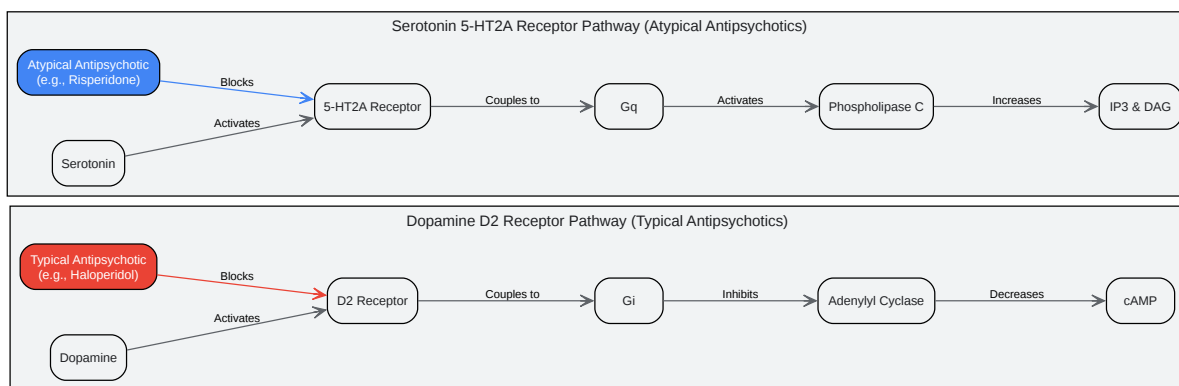 Serotonin 5-HT2A Receptor Pathway (Atypical Antipsychotics)
Atypical Antipsychotic
(e.g., Risperidone)
Blocks
Activates
Serotonin
5-HT2A Receptor
Couples to
Gq
Activates
Phospholipase C
Increases
IP3 & DAG
Dopamine D2 Receptor Pathway (Typical Antipsychotics)
Typical Antipsychotic
(e.g., Haloperidol)
Blocks
Activates
Dopamine
D2 Receptor
Couples to
Gi
Inhibits
Adenylyl Cyclase
Decreases
cAMP